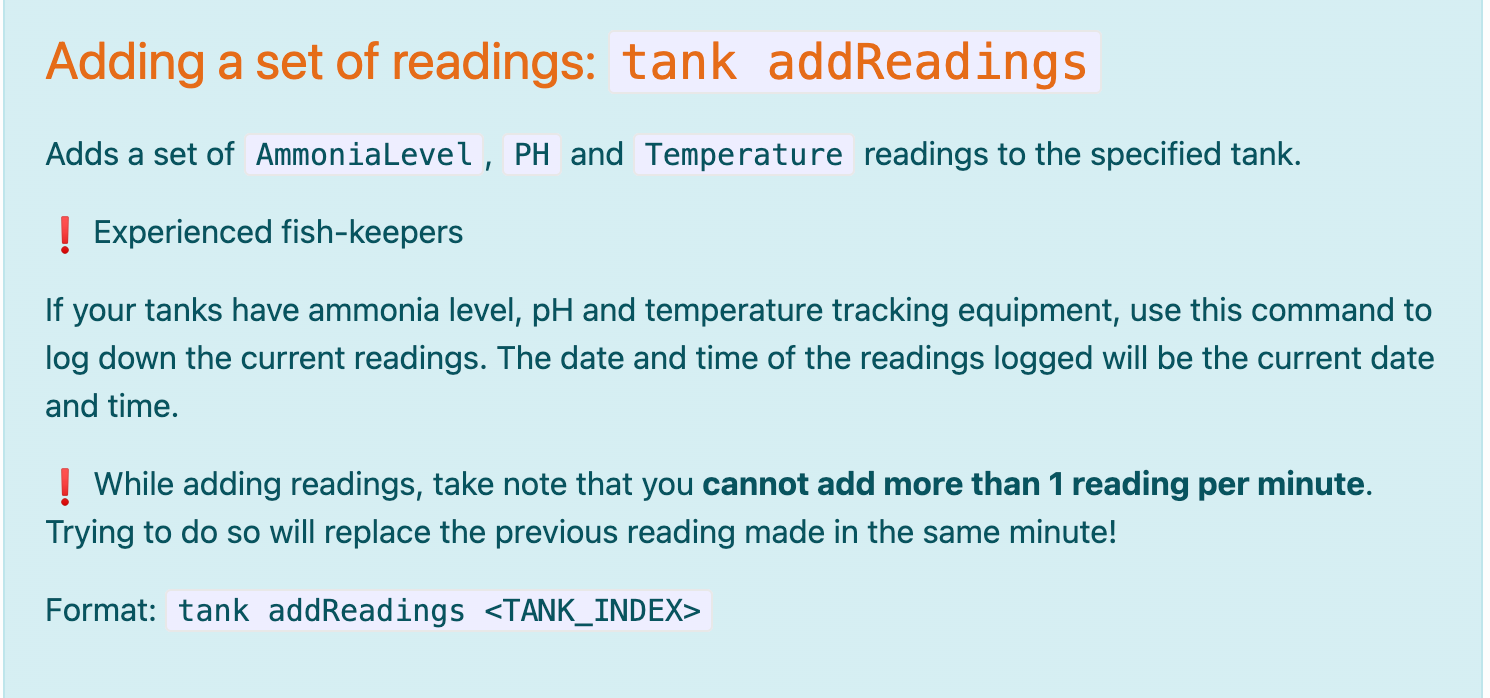 Adding a set of readings: tank addReadings
Adds a set of AmmoniaLevel, PH and Temperature readings to the specified tank.
❗ Experienced fish-keepers
If your tanks have ammonia level, pH and temperature tracking equipment, use this command to
log down the current readings. The date and time of the readings logged will be the current date
and time.
❗ While adding readings, take note that you cannot add more than 1 reading per minute.
Trying to do so will replace the previous reading made in the same minute!
Format: tank addReadings <TANK_INDEX>